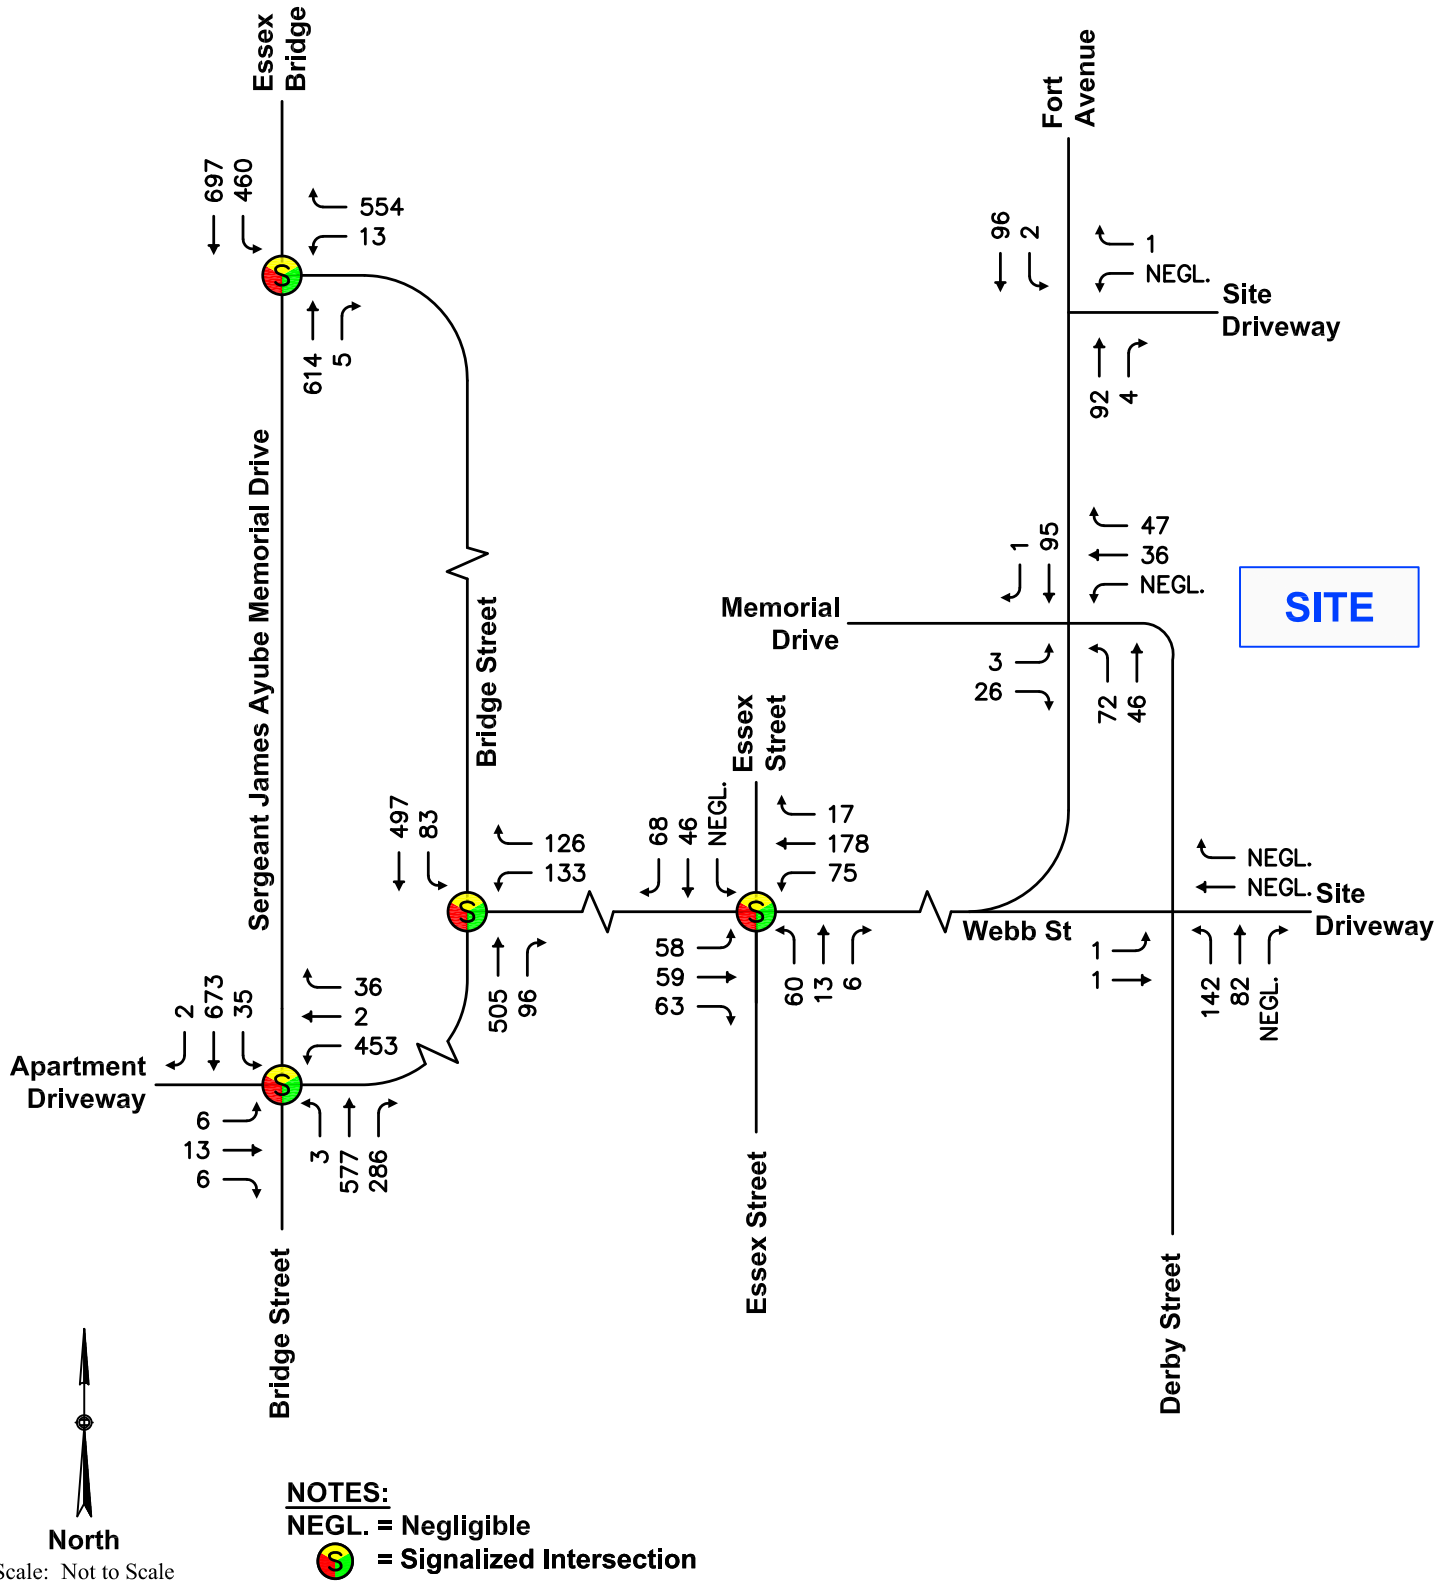 Essex
Bridge
Fort
Avenue
697
460
554
13
S
614
5
96
2
1
NEGL.
Site
Driveway
92
4
Sergeant James Ayube Memorial Drive
Bridge Street
1
95
47
36
NEGL.
SITE
Memorial
Drive
3
26
72
46
Essex
Street
497
83
126
133
S
505
96
68
46
NEGL.
17
178
75
S
58
59
63
60
13
6
Webb St
NEGL.
NEGL.
Site
Driveway
1
1
142
82
NEGL.
2
673
35
36
2
453
Apartment
Driveway
S
6
13
6
3
577
286
Bridge Street
Essex Street
Derby Street
North
Scale: Not to Scale
NOTES:
NEGL. = Negligible
S = Signalized Intersection